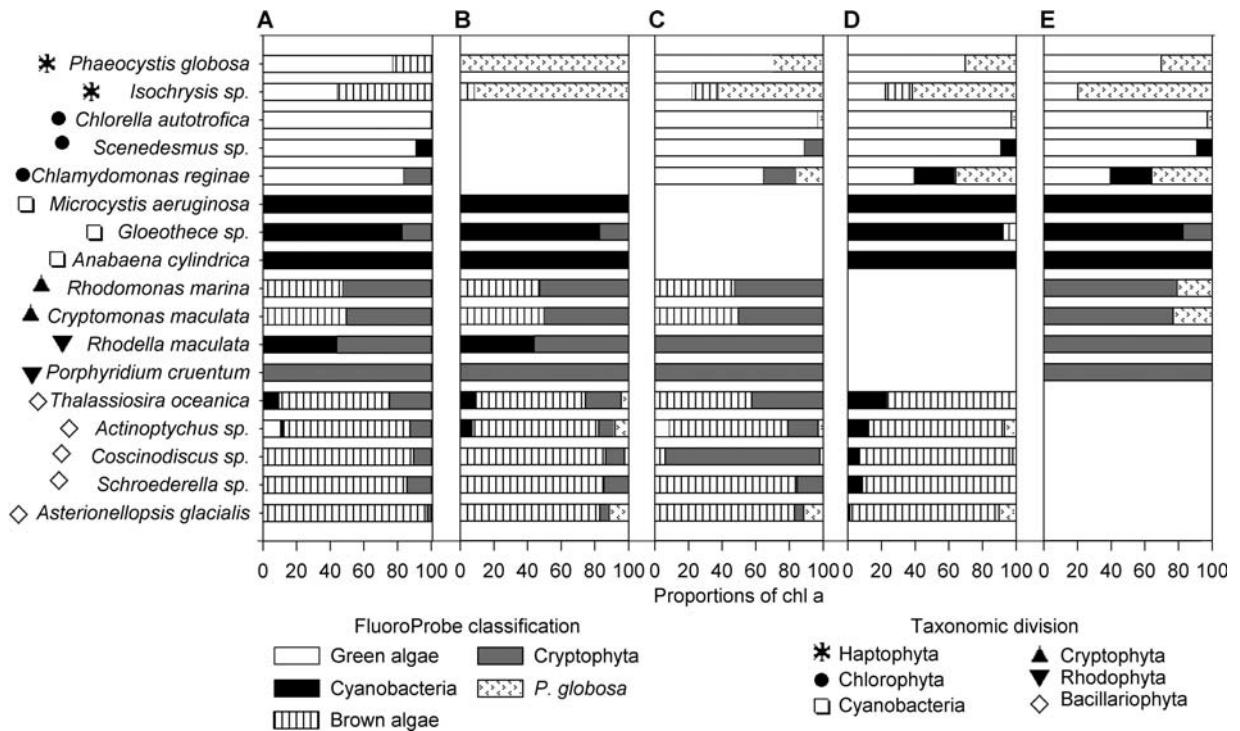 A B C D E
Phaeocystis globosa
Isochrysis sp.
Chlorella autotrofica
Scenedesmus sp.
Chlamydomonas reginae
Microcystis aeruginosa
Gloeothece sp.
Anabaena cylindrica
Rhodomonas marina
Cryptomonas maculata
Rhodella maculata
Porphyridium cruentum
Thalassiosira oceanica
Actinoptychus sp.
Coscinodiscus sp.
Schroederella sp.
Asterionellopsis glacialis
0 20 40 60 80 100 0 20 40 60 80 100 0 20 40 60 80 100 0 20 40 60 80 100 0 20 40 60 80 100
Proportions of chl a
FluoroProbe classification
Green algae
Cyanobacteria
Brown algae
Cryptophyta
P. globosa
Taxonomic division
Haptophyta
Chlorophyta
Cyanobacteria
Cryptophyta
Rhodophyta
Bacillariophyta